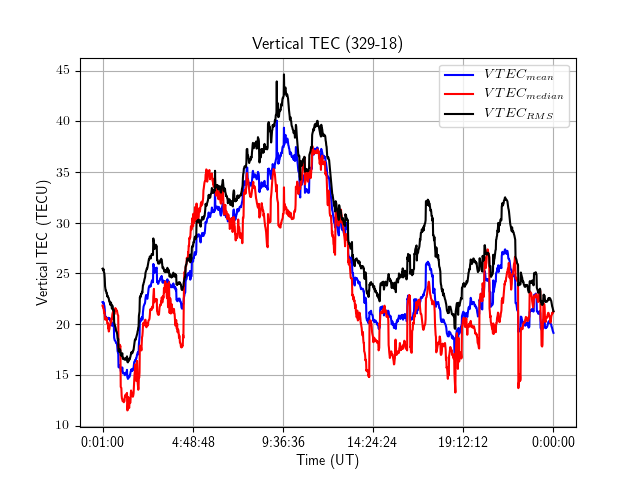 Vertical TEC (329-18)
VTEC_mean
VTEC_median
VTEC_RMS
Vertical TEC (TECU)
45
40
35
30
25
20
15
10
0:01:00 4:48:48 9:36:36 14:24:24 19:12:12 0:00:00
Time (UT)